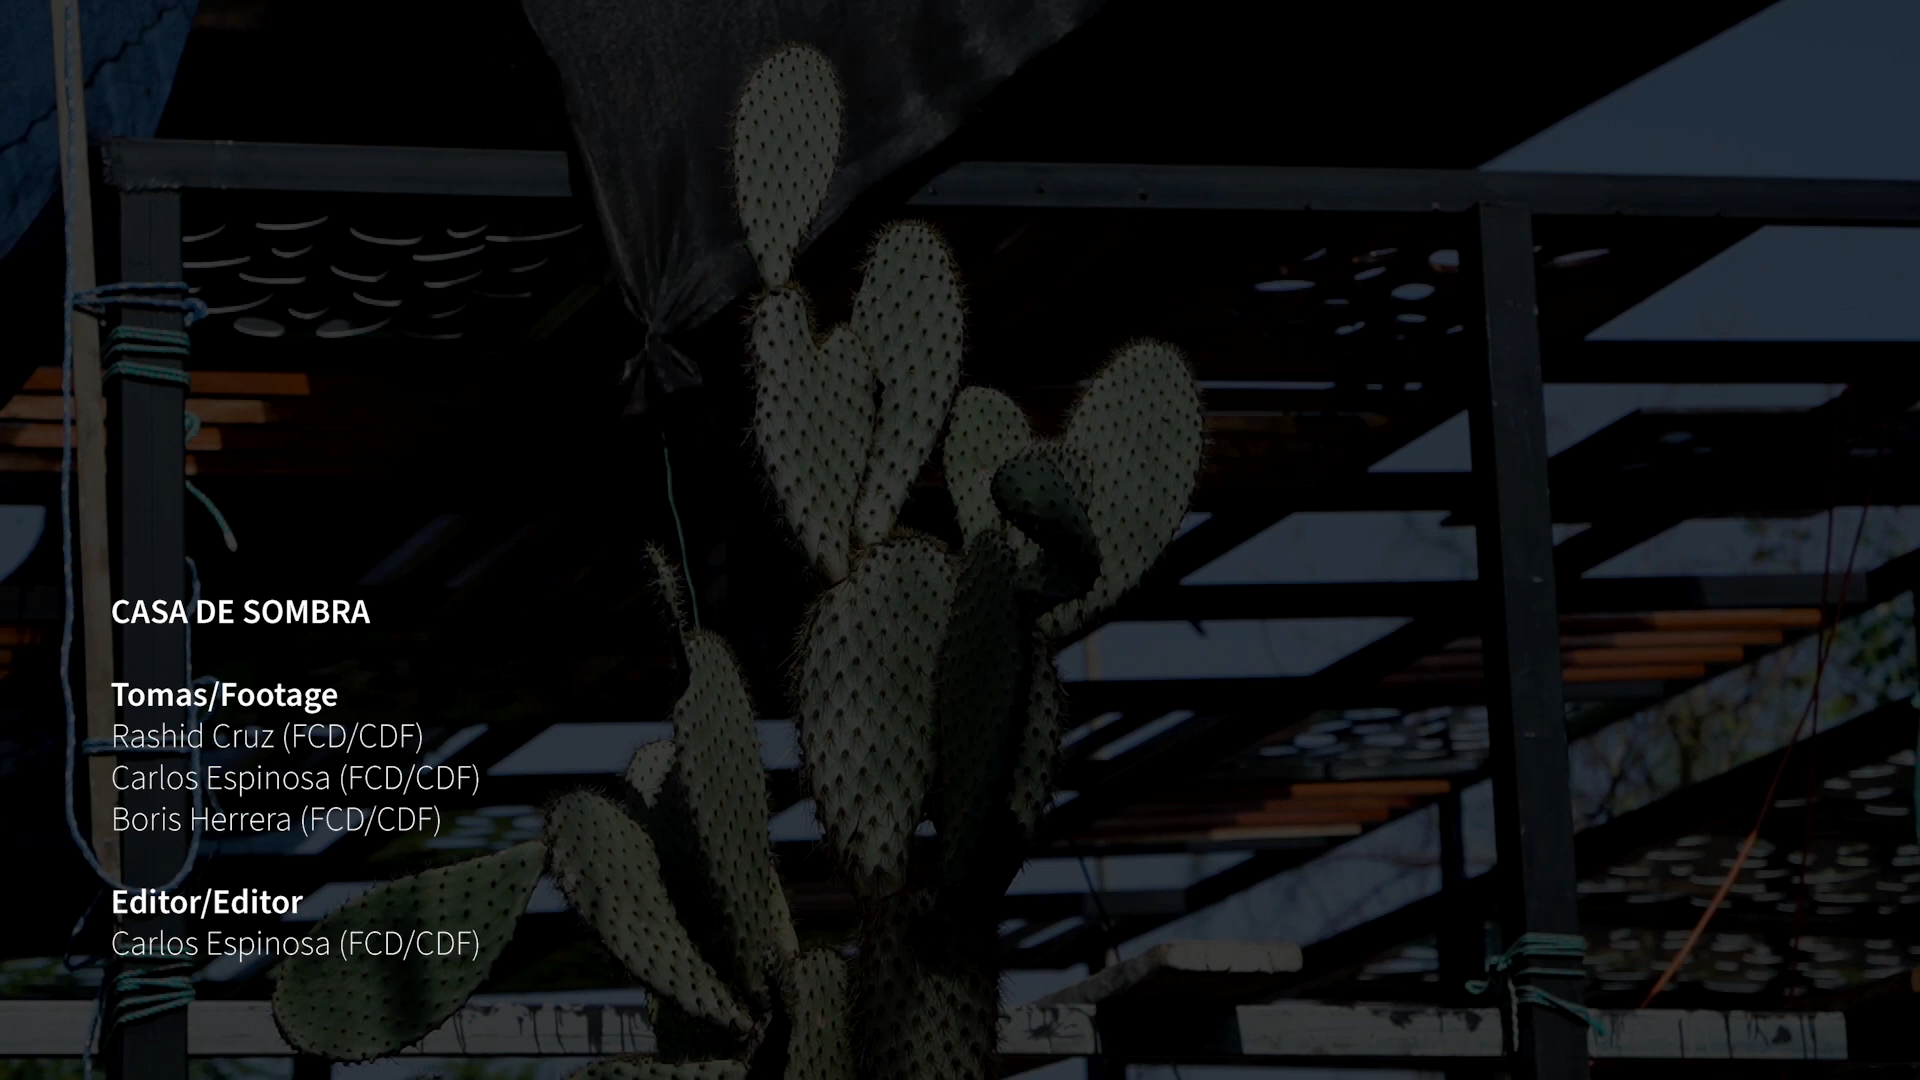 CASA DE SOMBRA
Tomas/Footage
Rashid Cruz (FCD/CDF)
Carlos Espinosa (FCD/CDF)
Boris Herrera (FCD/CDF)
Editor/Editor
Carlos Espinosa (FCD/CDF)